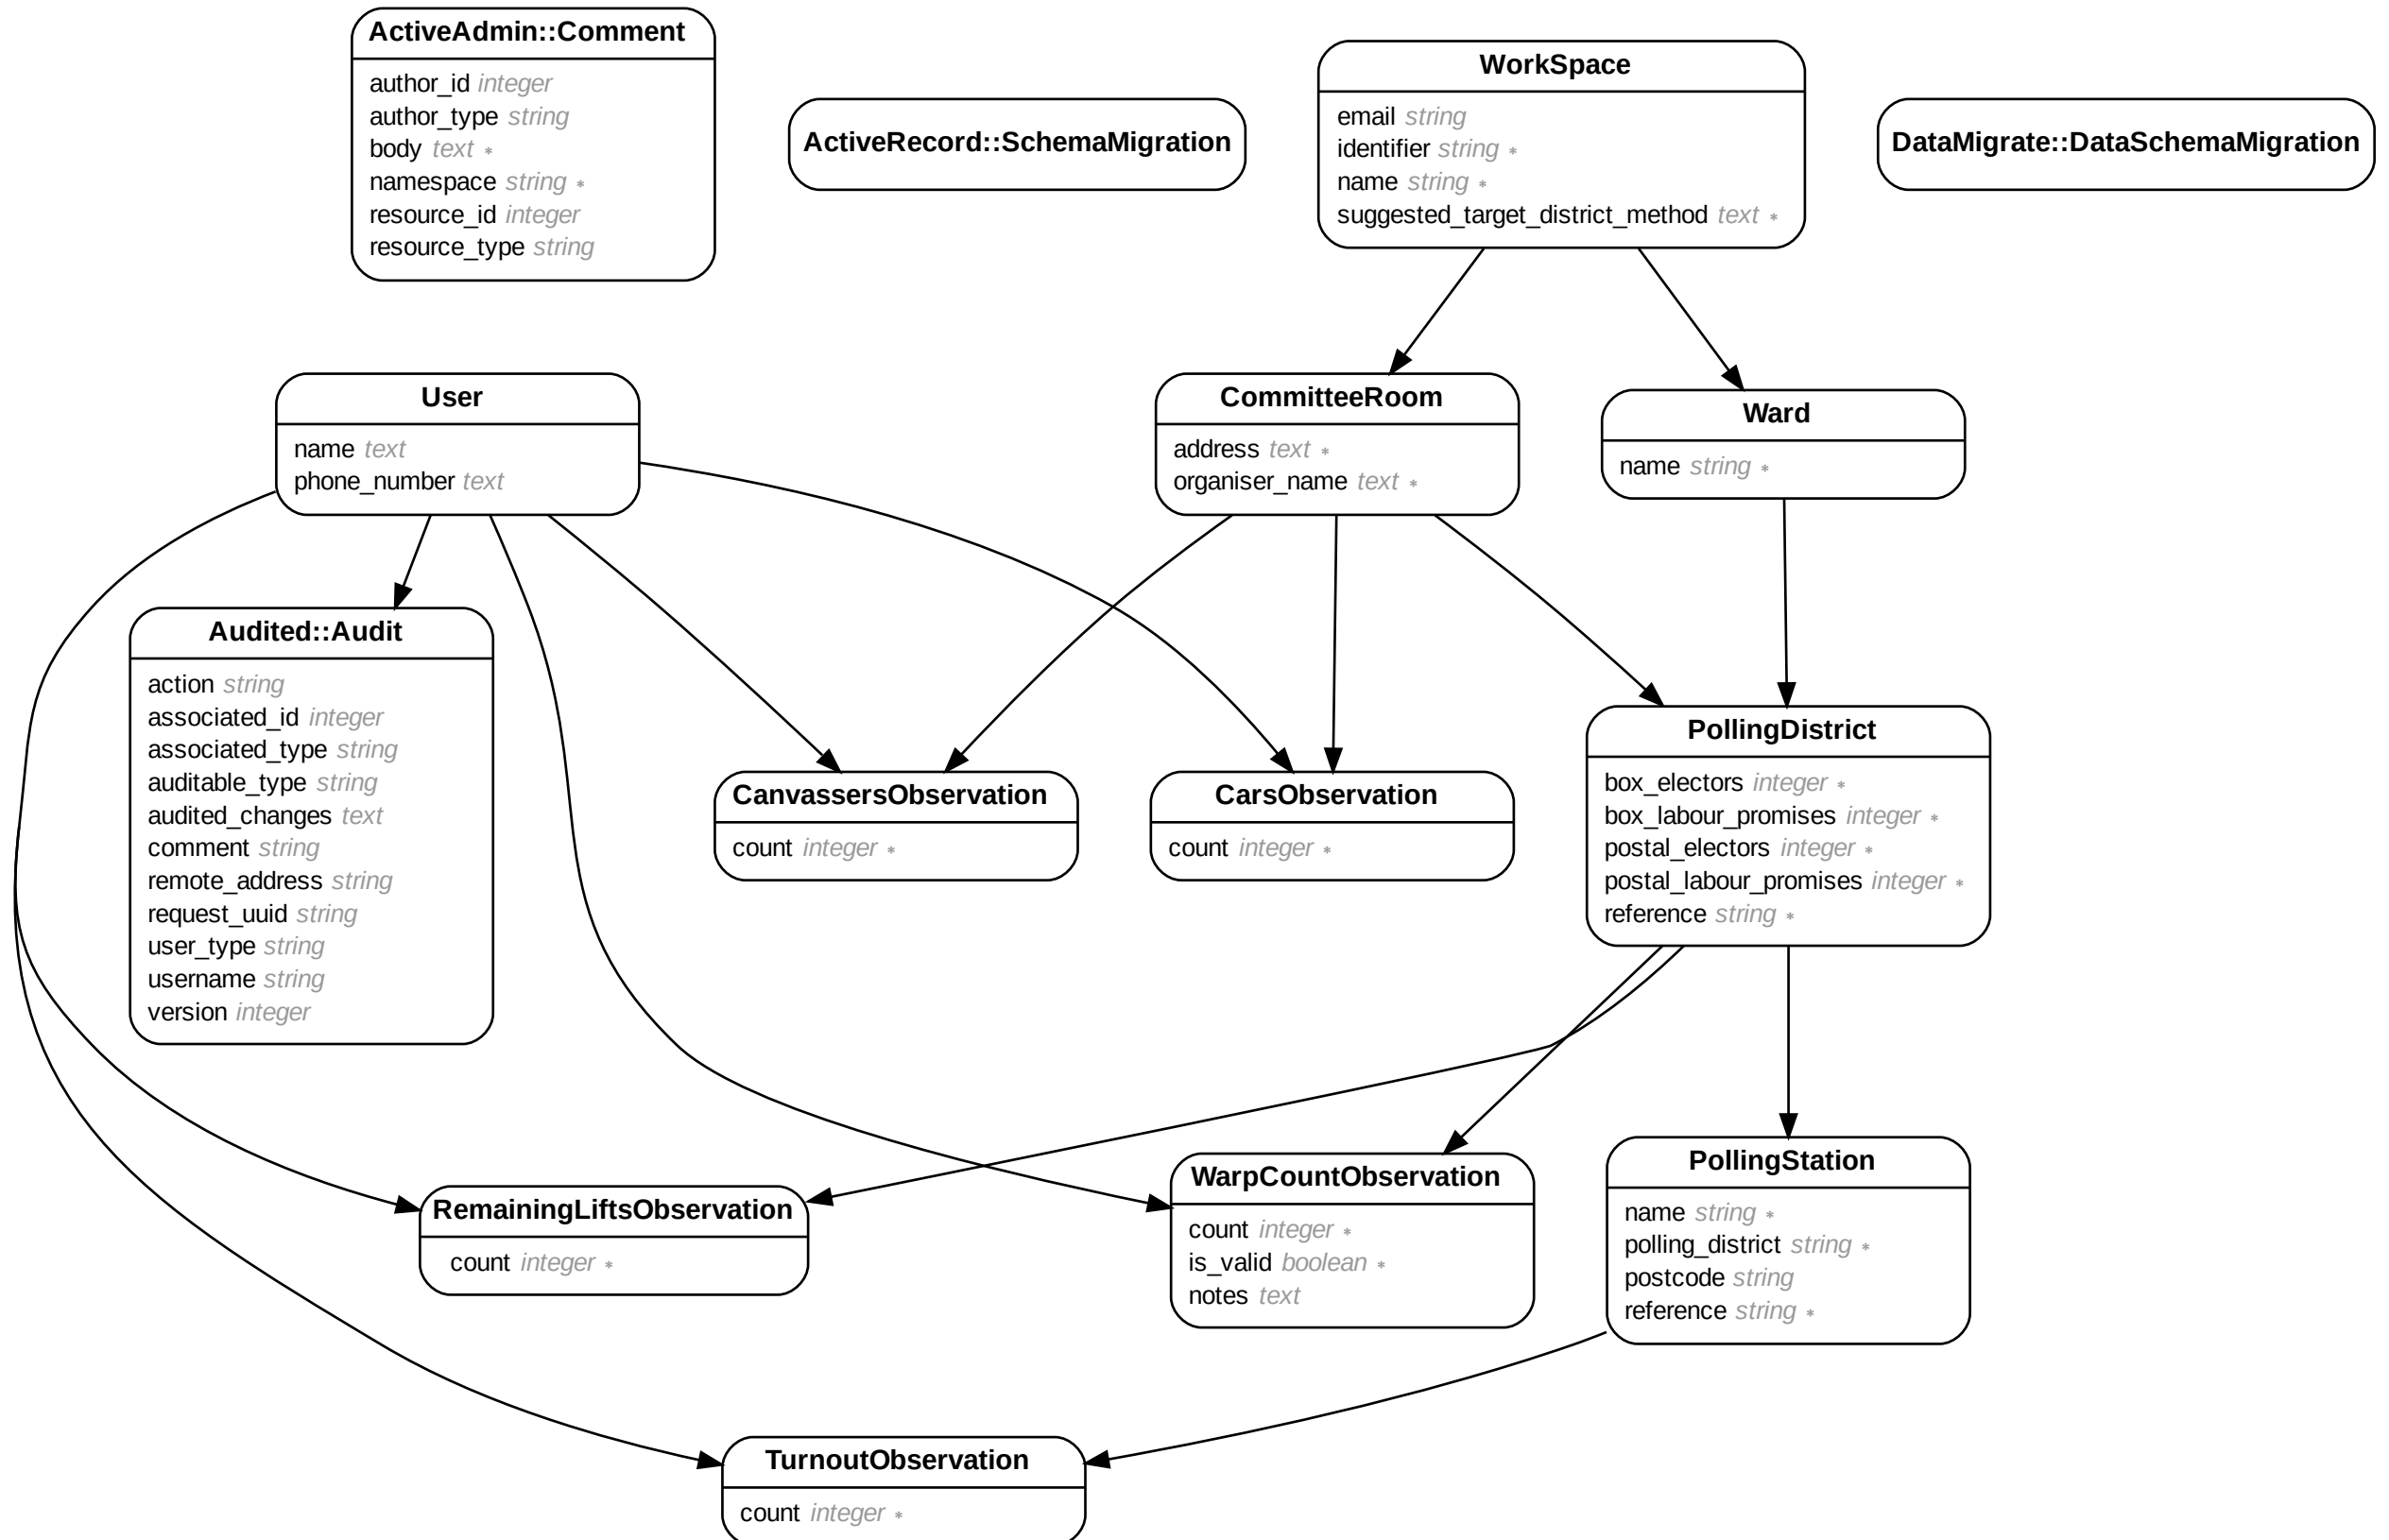 ActiveAdmin::Comment
author_id integer
author_type string
body text *
namespace string *
resource_id integer
resource_type string
ActiveRecord::SchemaMigration
WorkSpace
email string
identifier string *
name string *
suggested_target_district_method text *
DataMigrate::DataSchemaMigration
User
name text
phone_number text
CommitteeRoom
address text *
organiser_name text *
Ward
name string *
Audited::Audit
action string
associated_id integer
associated_type string
auditable_type string
audited_changes text
comment string
remote_address string
request_uuid string
user_type string
username string
version integer
CanvassersObservation
count integer *
CarsObservation
count integer *
PollingDistrict
box_electors integer *
box_labour_promises integer *
postal_electors integer *
postal_labour_promises integer *
reference string *
RemainingLiftsObservation
count integer *
WarpCountObservation
count integer *
is_valid boolean *
notes text
PollingStation
name string *
polling_district string *
postcode string
reference string *
TurnoutObservation
count integer *